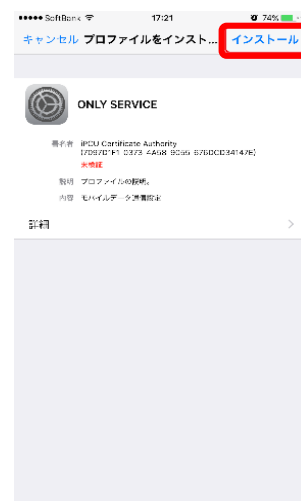 SoftBank 17:21 74%
キャンセル プロファイルをインスト... インストール
ONLY SERVICE
署名者 iPCU Certificate Authority
未検証
説明 プロファイルの説明。
内容 モバイルデータ通信設定
詳細